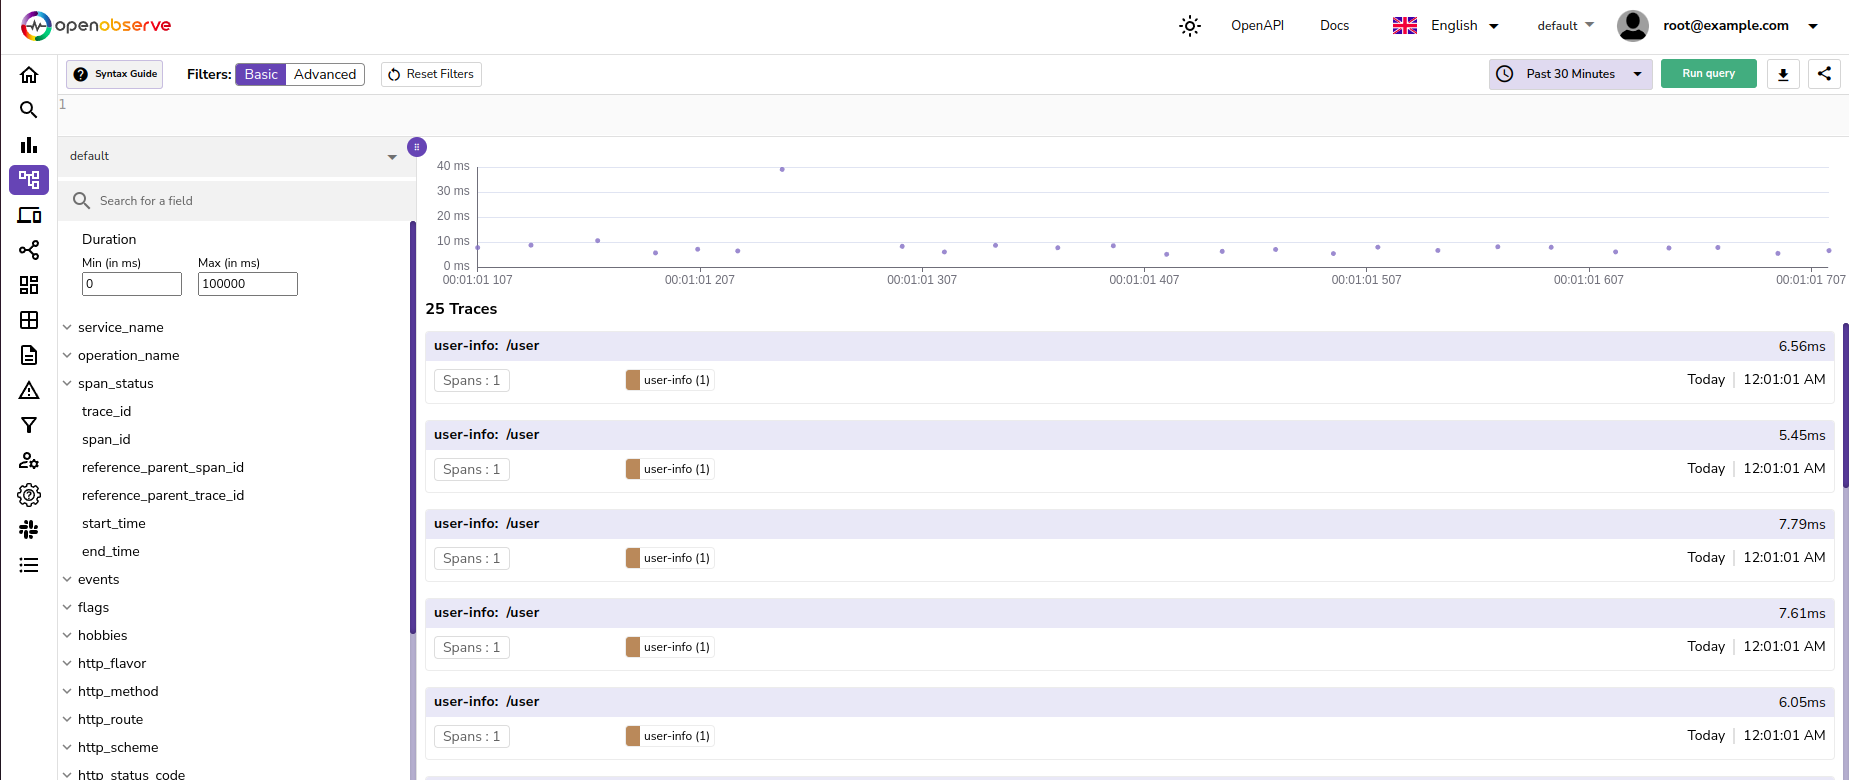 openobserve
OpenAPI
Docs
English
default
root@example.com
Syntax Guide
Filters:
Basic
Advanced
Reset Filters
Past 30 Minutes
Run query
1
default
Search for a field
Duration
Min (in ms)
Max (in ms)
0
100000
service_name
operation_name
span_status
trace_id
span_id
reference_parent_span_id
reference_parent_trace_id
start_time
end_time
events
flags
hobbies
http_flavor
http_method
http_route
http_scheme
http_status_code
40 ms
30 ms
20 ms
10 ms
0 ms
00:01:01 107
00:01:01 207
00:01:01 307
00:01:01 407
00:01:01 507
00:01:01 607
00:01:01 707
25 Traces
user-info: /user
6.56ms
Spans : 1
user-info (1)
Today | 12:01:01 AM
user-info: /user
5.45ms
Spans : 1
user-info (1)
Today | 12:01:01 AM
user-info: /user
7.79ms
Spans : 1
user-info (1)
Today | 12:01:01 AM
user-info: /user
7.61ms
Spans : 1
user-info (1)
Today | 12:01:01 AM
user-info: /user
6.05ms
Spans : 1
user-info (1)
Today | 12:01:01 AM